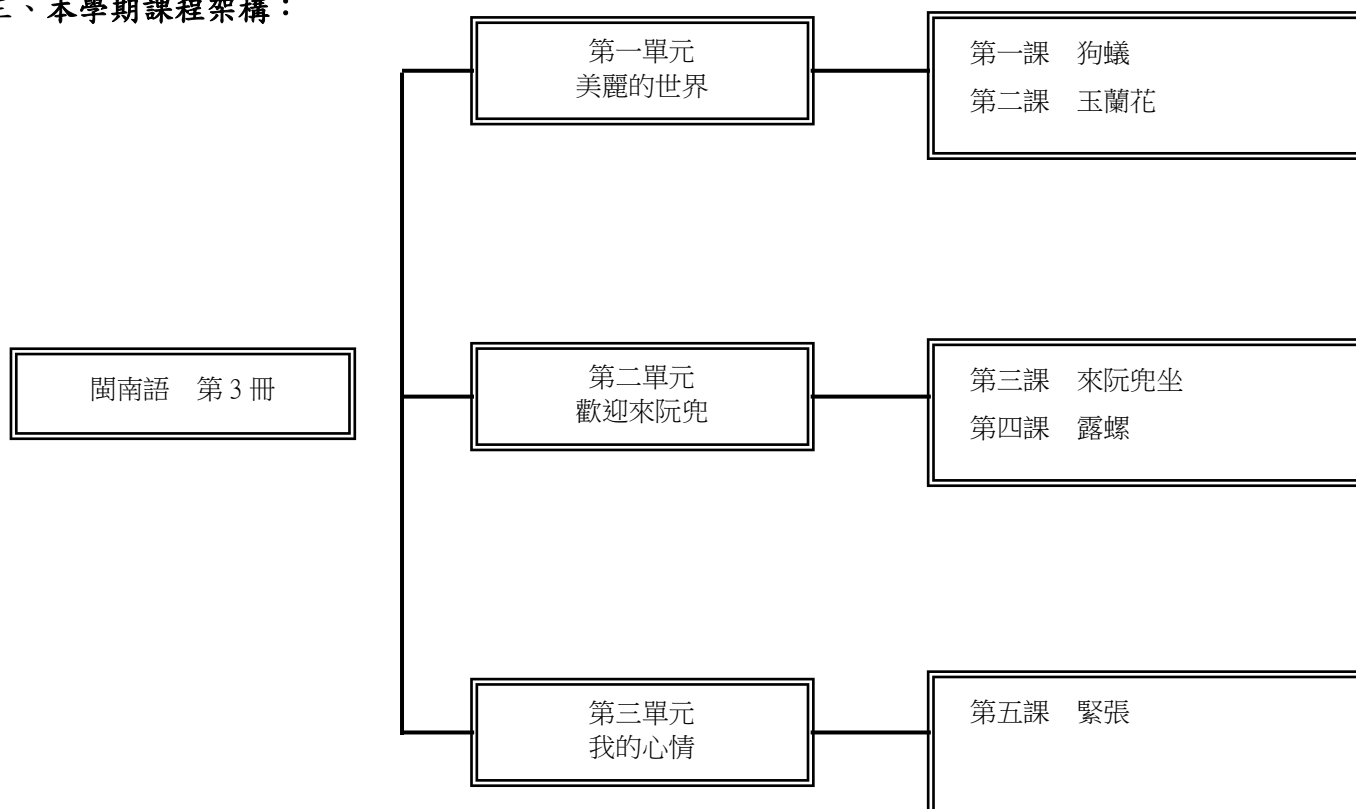 三、本學期課程架構：
第一單元
美麗的世界
第一課　狗蟻
第二課　玉蘭花
閩南語　第3冊
第二單元
歡迎來阮兜
第三課　來阮兜坐
第四課　露螺
第三單元
我的心情
第五課　緊張